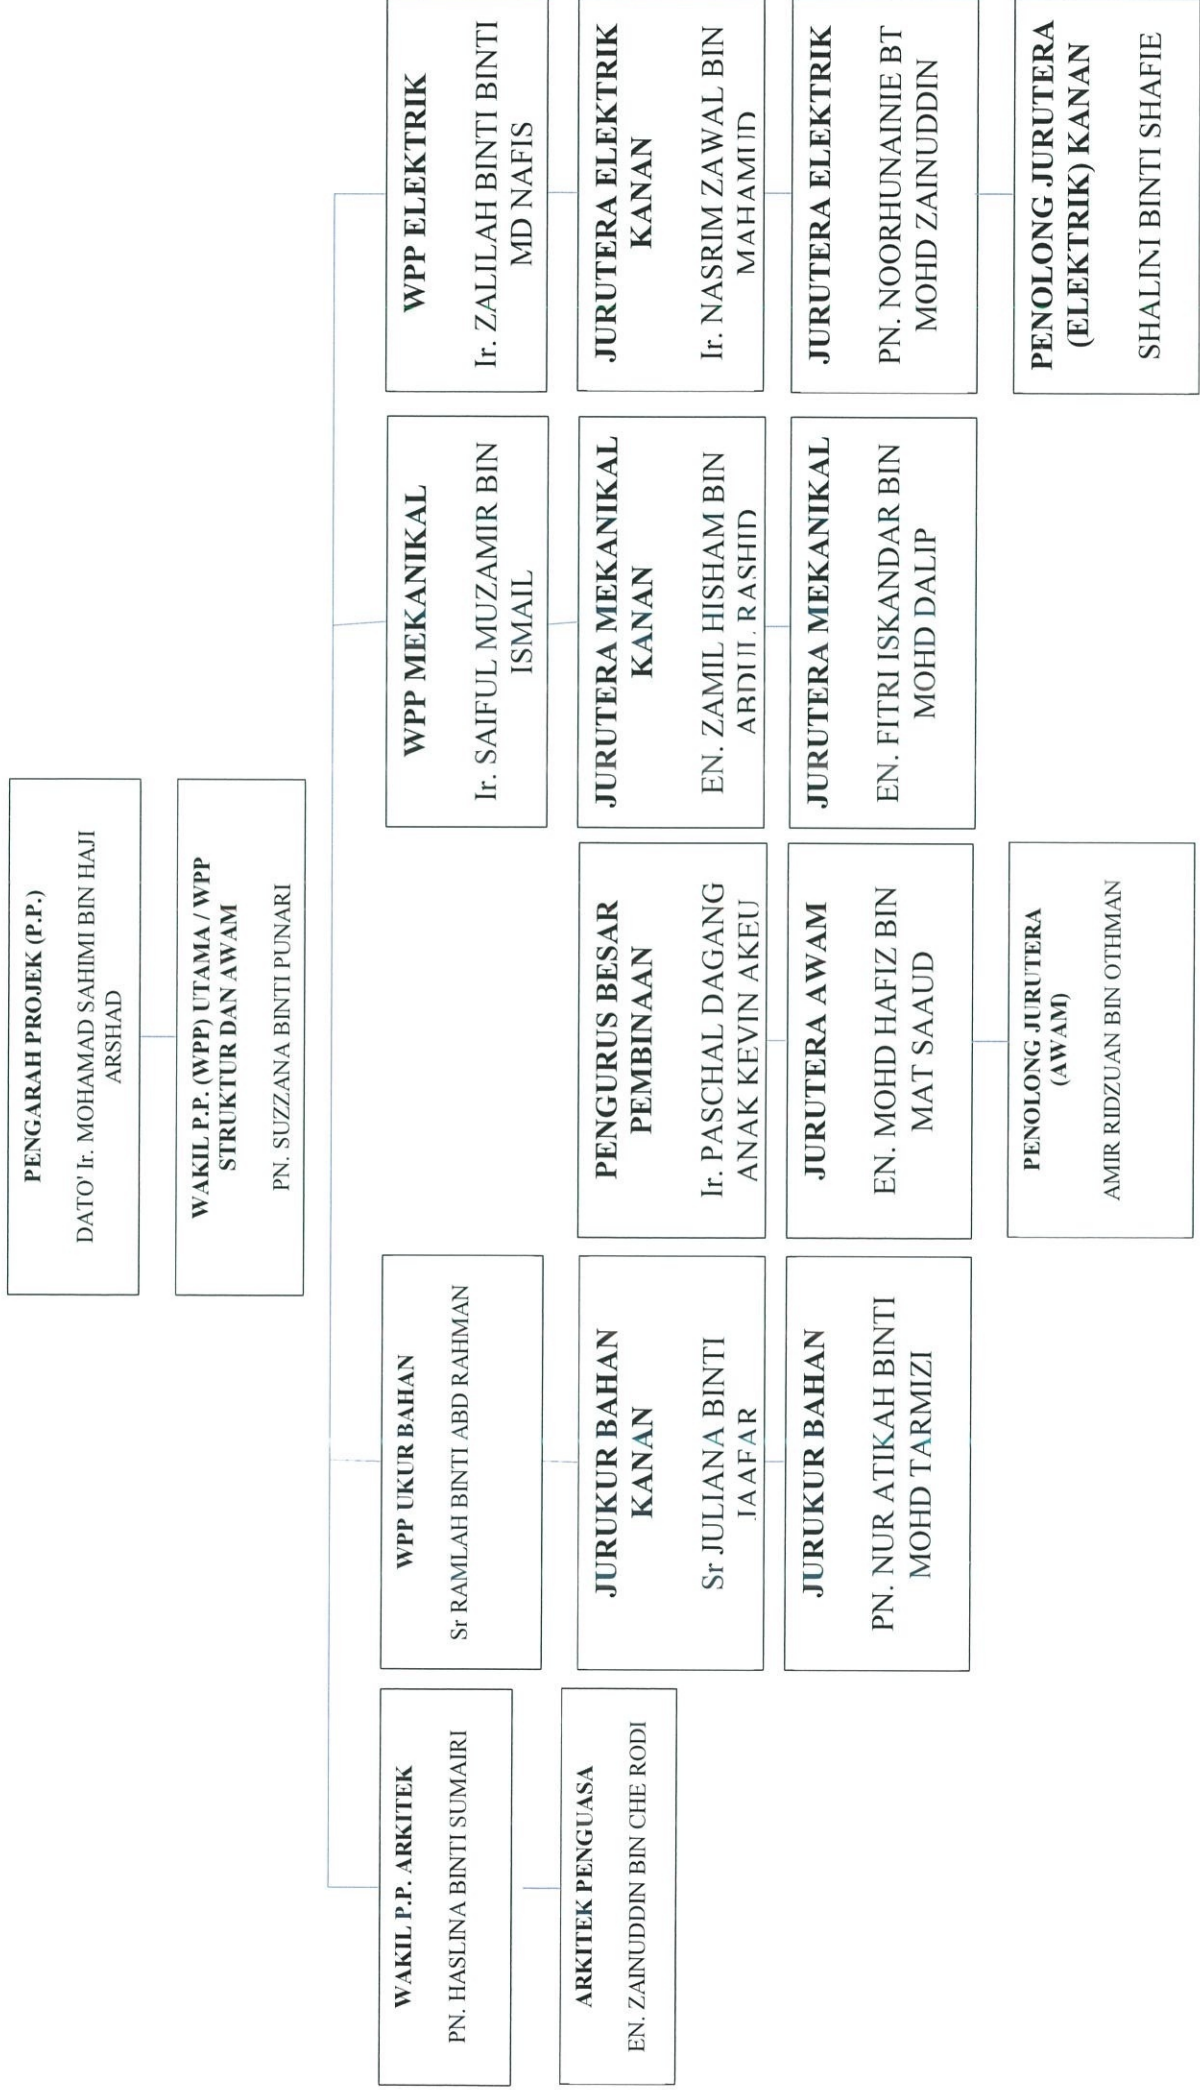 PENGARAH PROJEK (P.P.)
DATO' Ir. MOHAMAD SAHIMI BIN HAJI
ARSHAD
WAKIL P.P. (WPP) UTAMA / WPP
STRUKTUR DAN AWAM
PN. SUZZANA BINTI PUNARI
WAKIL P.P. ARKITEK
PN. HASLINA BINTI SUMAIRI
ARKITEK PENGUASA
EN. ZAINUDDIN BIN CHE RODI
WPP UKUR BAHAN
Sr RAMLAH BINTI ABD RAHMAN
JURUKUR BAHAN
KANAN
Sr JULIANA BINTI
JAAFAR
JURUKUR BAHAN
PN. NUR ATIKAH BINTI
MOHD TARMIZI
PENGURUS BESAR
PEMBINAAN
Ir. PASCHAL DAGANG
ANAK KEVIN AKEU
JURUTERA AWAM
EN. MOHD HAFIZ BIN
MAT SAAUD
PENOLONG JURUTERA
(AWAM)
AMIR RIDZUAN BIN OTHMAN
WPP MEKANIKAL
Ir. SAIFUL MUZAMIR BIN
ISMAIL
JURUTERA MEKANIKAL
KANAN
EN. ZAMIL HISHAM BIN
ABDUL RASHID
JURUTERA MEKANIKAL
EN. FITRI ISKANDAR BIN
MOHD DALIP
WPP ELEKTRIK
Ir. ZALILAH BINTI BINTI
MD NAFIS
JURUTERA ELEKTRIK
KANAN
Ir. NASRIM ZAWAL BIN
MAHAMUD
JURUTERA ELEKTRIK
PN. NOORHUNAINIE BT
MOHD ZAINUDDIN
PENOLONG JURUTERA
(ELEKTRIK) KANAN
SHALINI BINTI SHAFIE